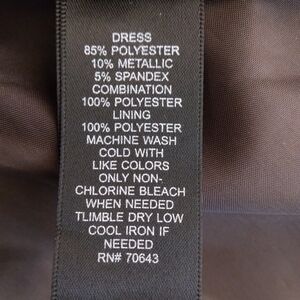 DRESS
85% POLYESTER
10% METALLIC
5% SPANDEX
COMBINATION
100% POLYESTER
LINING
100% POLYESTER
MACHINE WASH
COLD WITH
LIKE COLORS
ONLY NON-
CHLORINE BLEACH
WHEN NEEDED
TLIMBLE DRY LOW
COOL IRON IF
NEEDED
RN# 70643